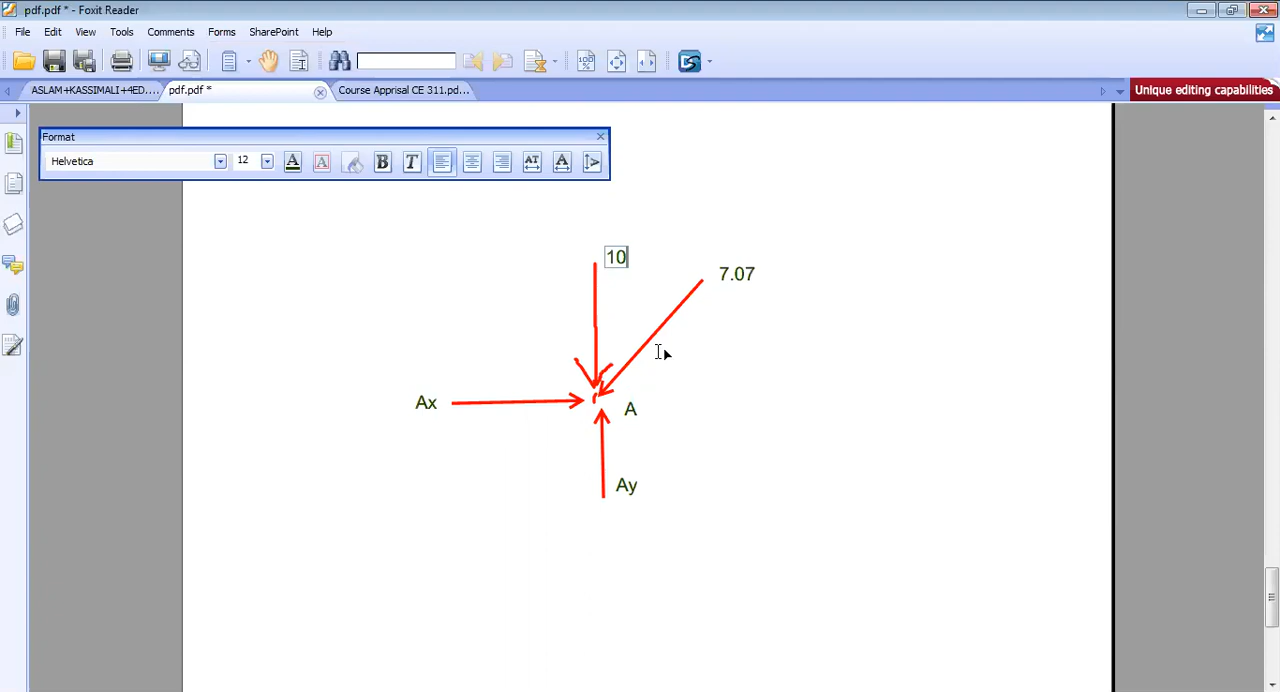 pdf.pdf * - Foxit Reader
File Edit View Tools Comments Forms SharePoint Help
ASLAM+KASSIMALI+4ED.... pdf.pdf * Course Apprisal CE 311.pd... Unique editing capabilities
Format
Helvetica 12
10
7.07
Ax
A
Ay